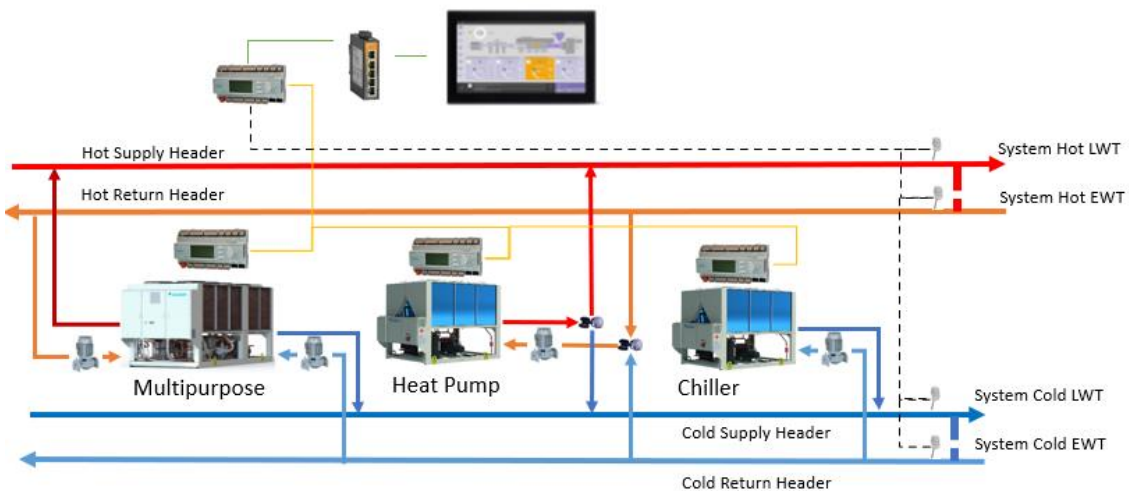 Hot Supply Header
System Hot LWT
Hot Return Header
System Hot EWT
Multipurpose
Heat Pump
Chiller
System Cold LWT
Cold Supply Header
System Cold EWT
Cold Return Header